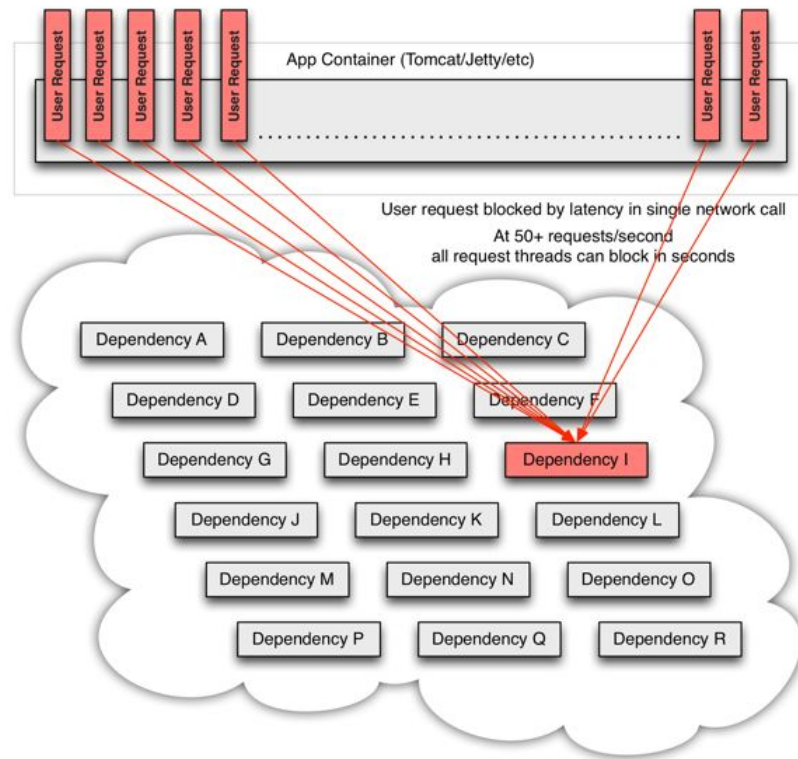 User Request
User Request
User Request
User Request
User Request
User Request
User Request
App Container (Tomcat/Jetty/etc)
User request blocked by latency in single network call
At 50+ requests/second
all request threads can block in seconds
Dependency A
Dependency B
Dependency C
Dependency D
Dependency E
Dependency F
Dependency G
Dependency H
Dependency I
Dependency J
Dependency K
Dependency L
Dependency M
Dependency N
Dependency O
Dependency P
Dependency Q
Dependency R